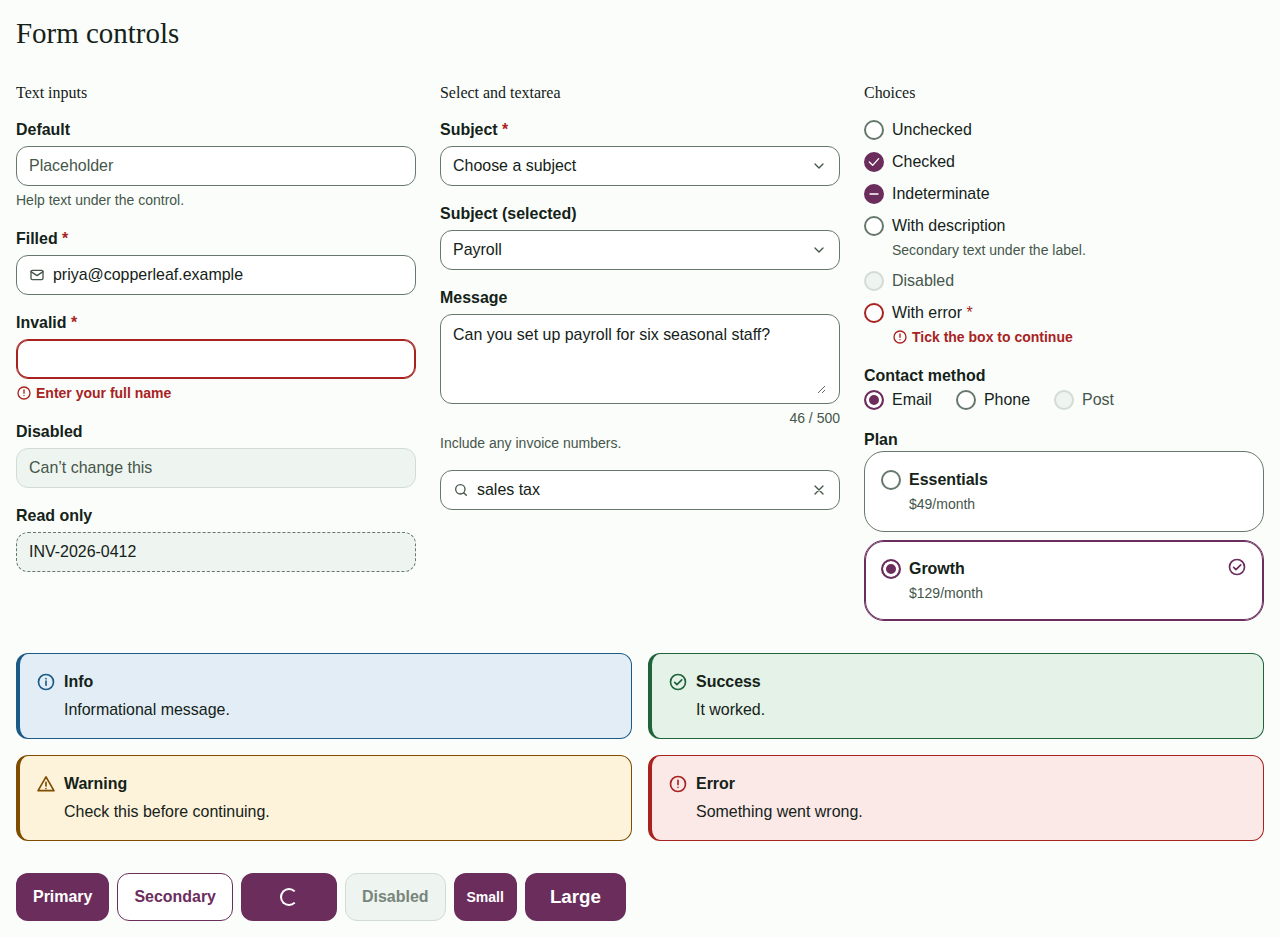 Form controls
Text inputs
Default
Placeholder
Help text under the control.
Filled *
priya@copperleaf.example
Invalid *
Enter your full name
Disabled
Can’t change this
Read only
INV-2026-0412
Select and textarea
Subject *
Choose a subject
Subject (selected)
Payroll
Message
Can you set up payroll for six seasonal staff?
46 / 500
Include any invoice numbers.
sales tax
Choices
Unchecked
Checked
Indeterminate
With description
Secondary text under the label.
Disabled
With error *
Tick the box to continue
Contact method
Email Phone Post
Plan
Essentials
$49/month
Growth
$129/month
Info
Informational message.
Success
It worked.
Warning
Check this before continuing.
Error
Something went wrong.
Primary Secondary Disabled Small Large